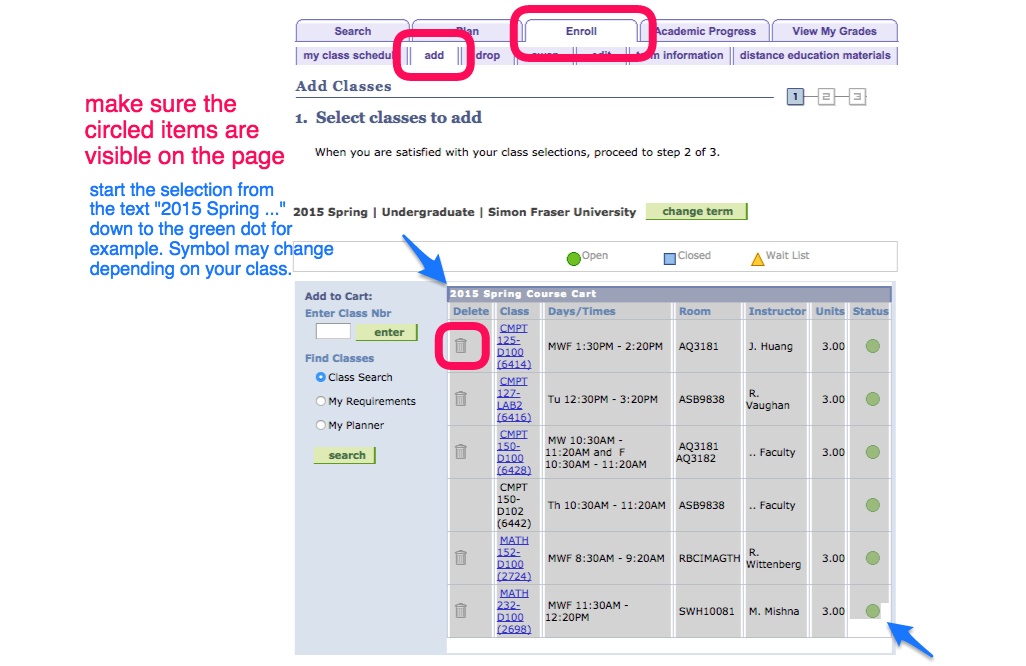 Search Plan Enroll Academic Progress View My Grades
my class schedul add drop swap edit term information distance education materials
Add Classes
1 2 3
make sure the
circled items are
visible on the page
1. Select classes to add
When you are satisfied with your class selections, proceed to step 2 of 3.
start the selection from
the text "2015 Spring ..."
down to the green dot for
example. Symbol may change
depending on your class.
2015 Spring | Undergraduate | Simon Fraser University change term
Open Closed Wait List
Add to Cart:
Enter Class Nbr
enter
Find Classes
Class Search
My Requirements
My Planner
search
2015 Spring Course Cart
Delete Class Days/Times Room Instructor Units Status
CMPT
125-
D100
(6414)
MWF 1:30PM - 2:20PM AQ3181 J. Huang 3.00
CMPT
127-
LAB2
(6416)
Tu 12:30PM - 3:20PM ASB9838 R.
Vaughan 3.00
CMPT
150-
D100
(6428)
MW 10:30AM -
11:20AM and F
10:30AM - 11:20AM
AQ3181
AQ3182
.. Faculty 3.00
CMPT
150-
D102
(6442)
Th 10:30AM - 11:20AM ASB9838 .. Faculty
MATH
152-
D100
(2724)
MWF 8:30AM - 9:20AM RBCIMAGTH R.
Wittenberg 3.00
MATH
232-
D100
(2698)
MWF 11:30AM -
12:20PM
SWH10081 M. Mishna 3.00